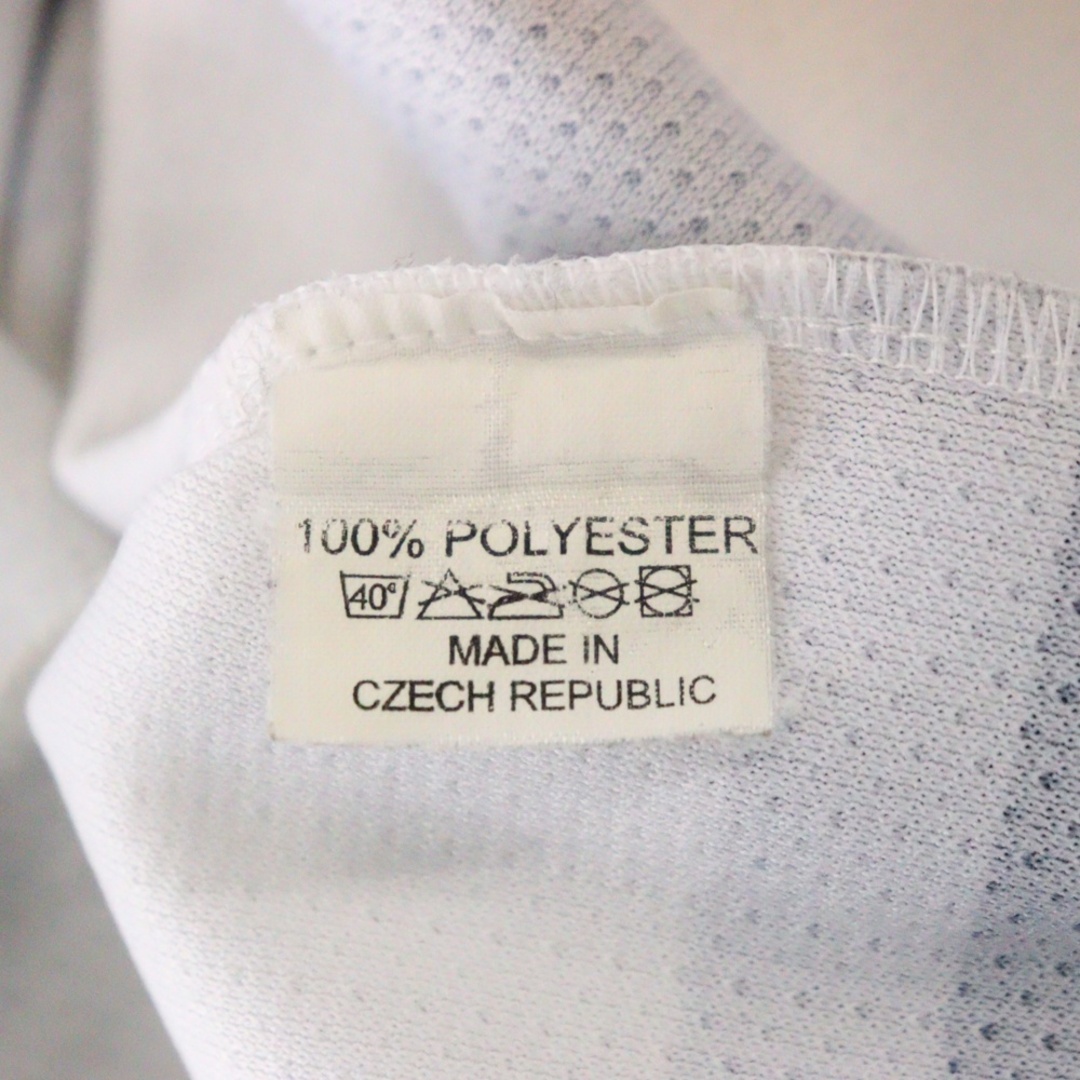 100% POLYESTER
40°
MADE IN
CZECH REPUBLIC